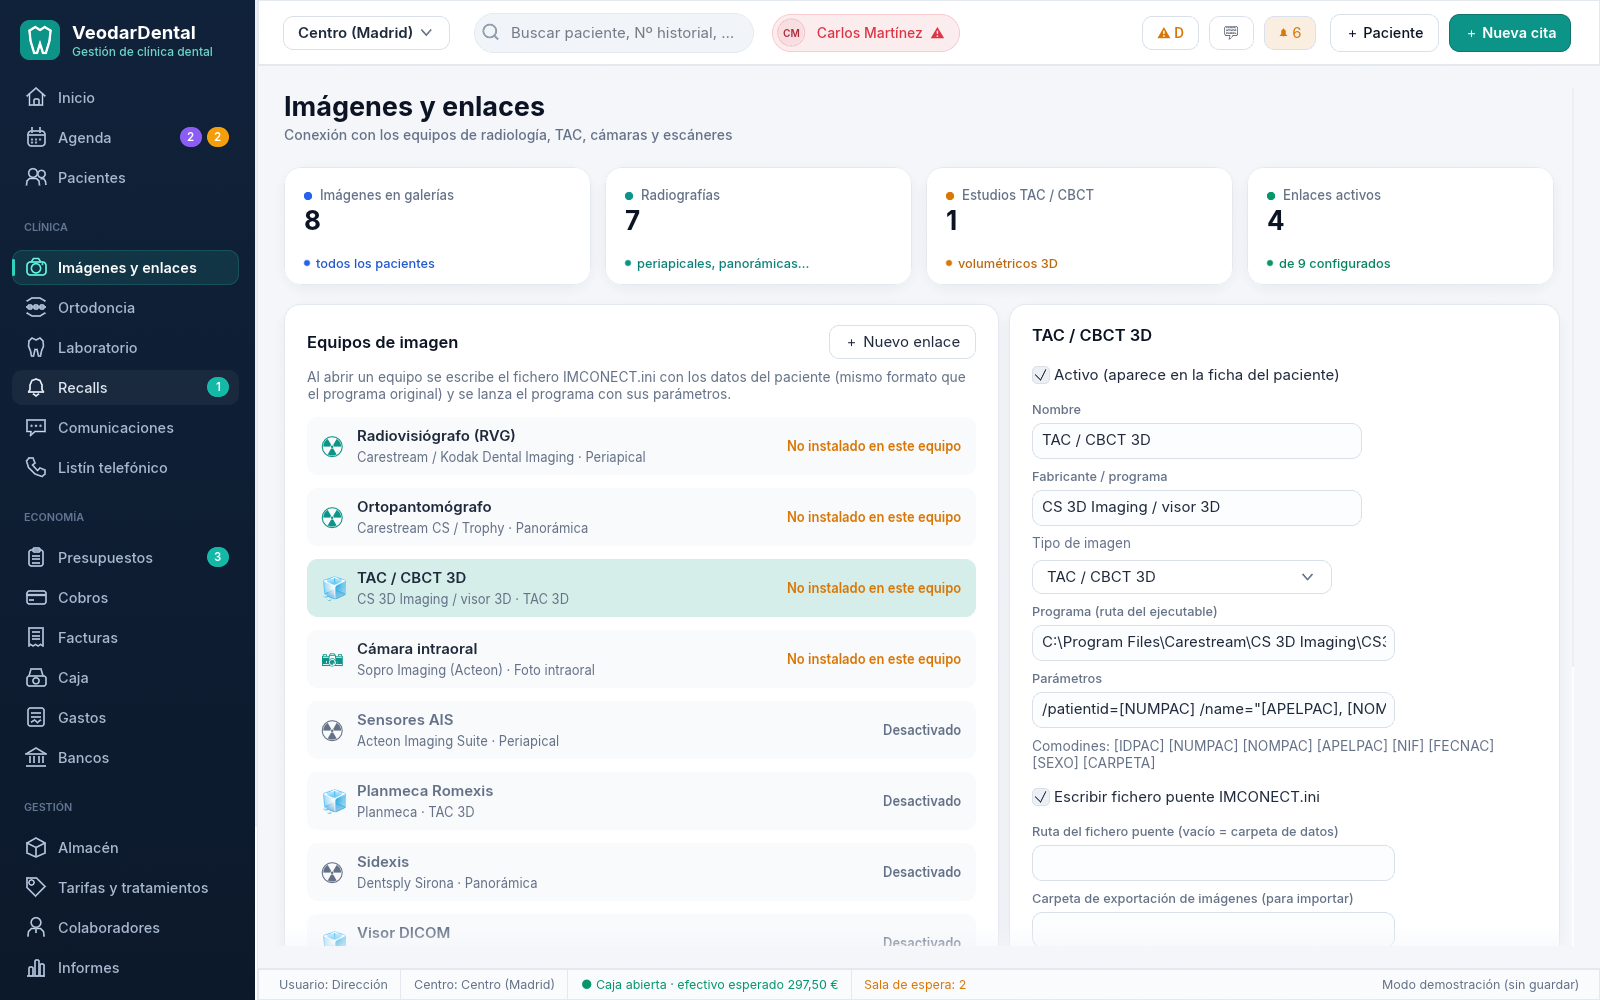 VeodarDental
Gestión de clínica dental
Inicio
Agenda 2 2
Pacientes
CLÍNICA
Imágenes y enlaces
Ortodoncia
Laboratorio
Recalls 1
Comunicaciones
Listín telefónico
ECONOMÍA
Presupuestos 3
Cobros
Facturas
Caja
Gastos
Bancos
GESTIÓN
Almacén
Tarifas y tratamientos
Colaboradores
Informes
Centro (Madrid)
Buscar paciente, Nº historial, ...
CM Carlos Martínez
D
6
+ Paciente
+ Nueva cita
Imágenes y enlaces
Conexión con los equipos de radiología, TAC, cámaras y escáneres
Imágenes en galerías
8
todos los pacientes
Radiografías
7
periapicales, panorámicas...
Estudios TAC / CBCT
1
volumétricos 3D
Enlaces activos
4
de 9 configurados
Equipos de imagen
+ Nuevo enlace
Al abrir un equipo se escribe el fichero IMCONECT.ini con los datos del paciente (mismo formato que
el programa original) y se lanza el programa con sus parámetros.
Radiovisiógrafo (RVG)
Carestream / Kodak Dental Imaging · Periapical
No instalado en este equipo
Ortopantomógrafo
Carestream CS / Trophy · Panorámica
No instalado en este equipo
TAC / CBCT 3D
CS 3D Imaging / visor 3D · TAC 3D
No instalado en este equipo
Cámara intraoral
Sopro Imaging (Acteon) · Foto intraoral
No instalado en este equipo
Sensores AIS
Acteon Imaging Suite · Periapical
Desactivado
Planmeca Romexis
Planmeca · TAC 3D
Desactivado
Sidexis
Dentsply Sirona · Panorámica
Desactivado
Visor DICOM
Desactivado
TAC / CBCT 3D
Activo (aparece en la ficha del paciente)
Nombre
TAC / CBCT 3D
Fabricante / programa
CS 3D Imaging / visor 3D
Tipo de imagen
TAC / CBCT 3D
Programa (ruta del ejecutable)
C:\Program Files\Carestream\CS 3D Imaging\CS3
Parámetros
/patientid=[NUMPAC] /name="[APELPAC], [NOM
Comodines: [IDPAC] [NUMPAC] [NOMPAC] [APELPAC] [NIF] [FECNAC]
[SEXO] [CARPETA]
Escribir fichero puente IMCONECT.ini
Ruta del fichero puente (vacío = carpeta de datos)
Carpeta de exportación de imágenes (para importar)
Usuario: Dirección
Centro: Centro (Madrid)
Caja abierta · efectivo esperado 297,50 €
Sala de espera: 2
Modo demostración (sin guardar)